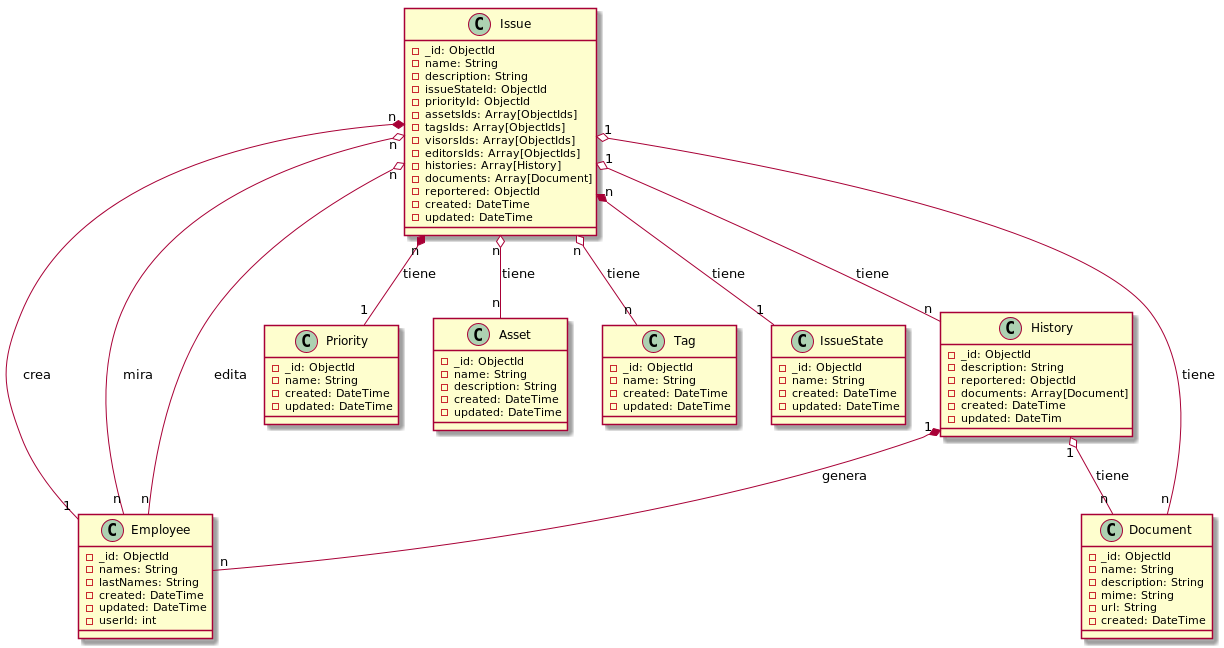 C Issue
_id: ObjectId
name: String
description: String
issueStateId: ObjectId
priorityId: ObjectId
assetsIds: Array[ObjectIds]
tagsIds: Array[ObjectIds]
visorsIds: Array[ObjectIds]
editorsIds: Array[ObjectIds]
histories: Array[History]
documents: Array[Document]
reportered: ObjectId
created: DateTime
updated: DateTime
n
n
n
1
1
n
n
n
n
tiene
tiene
tiene
tiene
tiene
1
n
n
1
n
C Priority
_id: ObjectId
name: String
created: DateTime
updated: DateTime
C Asset
_id: ObjectId
name: String
description: String
created: DateTime
updated: DateTime
C Tag
_id: ObjectId
name: String
created: DateTime
updated: DateTime
C IssueState
_id: ObjectId
name: String
created: DateTime
updated: DateTime
C History
_id: ObjectId
description: String
reportered: ObjectId
documents: Array[Document]
created: DateTime
updated: DateTim
crea
mira
edita
tiene
1
1
genera
tiene
1
n
n
n
n
n
C Employee
_id: ObjectId
names: String
lastNames: String
created: DateTime
updated: DateTime
userId: int
C Document
_id: ObjectId
name: String
description: String
mime: String
url: String
created: DateTime